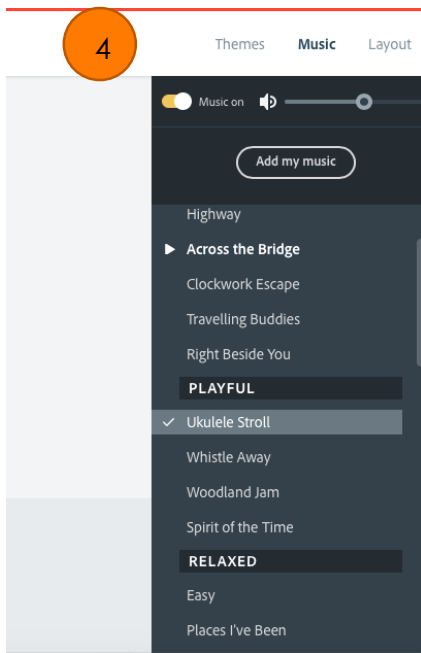 4
Themes Music Layout
Music on
Add my music
Highway
Across the Bridge
Clockwork Escape
Travelling Buddies
Right Beside You
PLAYFUL
Ukulele Stroll
Whistle Away
Woodland Jam
Spirit of the Time
RELAXED
Easy
Places I've Been